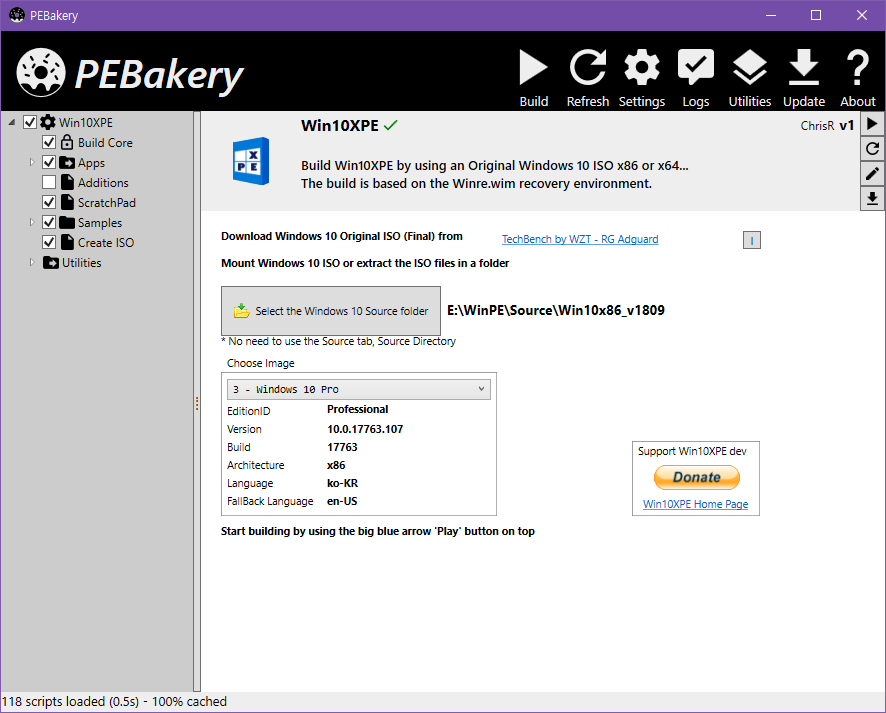 PEBakery
PEBakery
Build
Refresh
Settings
Logs
Utilities
Update
About
Win10XPE
Build Core
Apps
Additions
ScratchPad
Samples
Create ISO
Utilities
X
P E
Win10XPE
ChrisR v1
Build Win10XPE by using an Original Windows 10 ISO x86 or x64...
The build is based on the Winre.wim recovery environment.
Download Windows 10 Original ISO (Final) from
TechBench by WZT - RG Adguard
I
Mount Windows 10 ISO or extract the ISO files in a folder
Select the Windows 10 Source folder
E:\WinPE\Source\Win10x86_v1809
* No need to use the Source tab, Source Directory
Choose Image
3 - Windows 10 Pro
EditionID Professional
Version 10.0.17763.107
Build 17763
Architecture x86
Language ko-KR
FallBack Language en-US
Support Win10XPE dev
Donate
Win10XPE Home Page
Start building by using the big blue arrow 'Play' button on top
118 scripts loaded (0.5s) - 100% cached